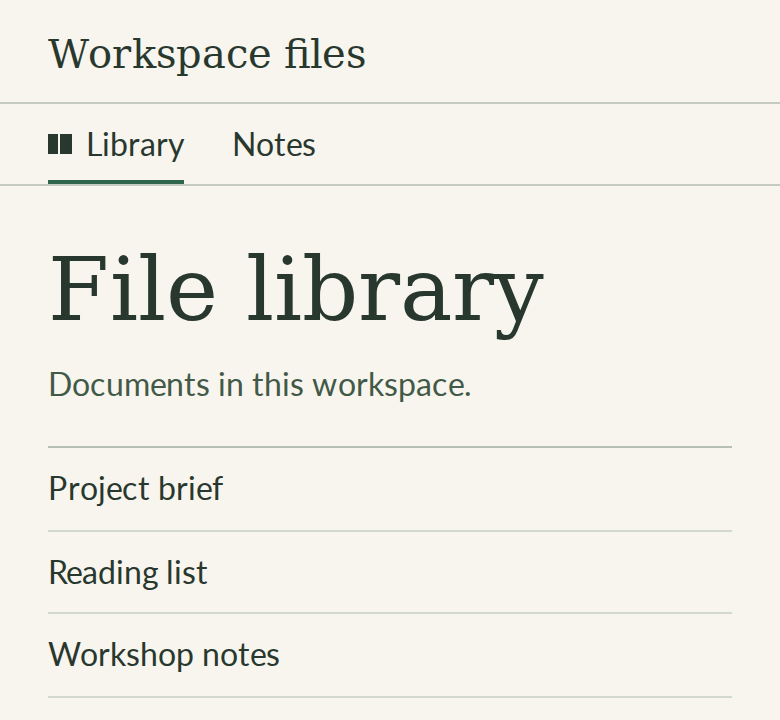 Workspace files
Library Notes
File library
Documents in this workspace.
Project brief
Reading list
Workshop notes